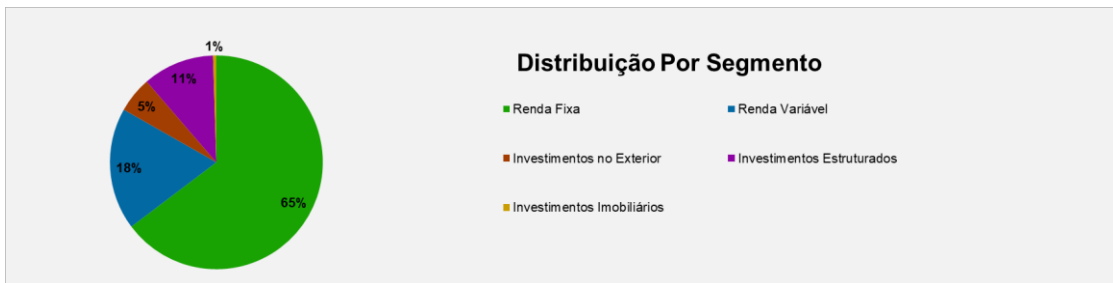 1%
11%
5%
18%
65%
Distribuição Por Segmento
Renda Fixa
Renda Variável
Investimentos no Exterior
Investimentos Estruturados
Investimentos Imobiliários